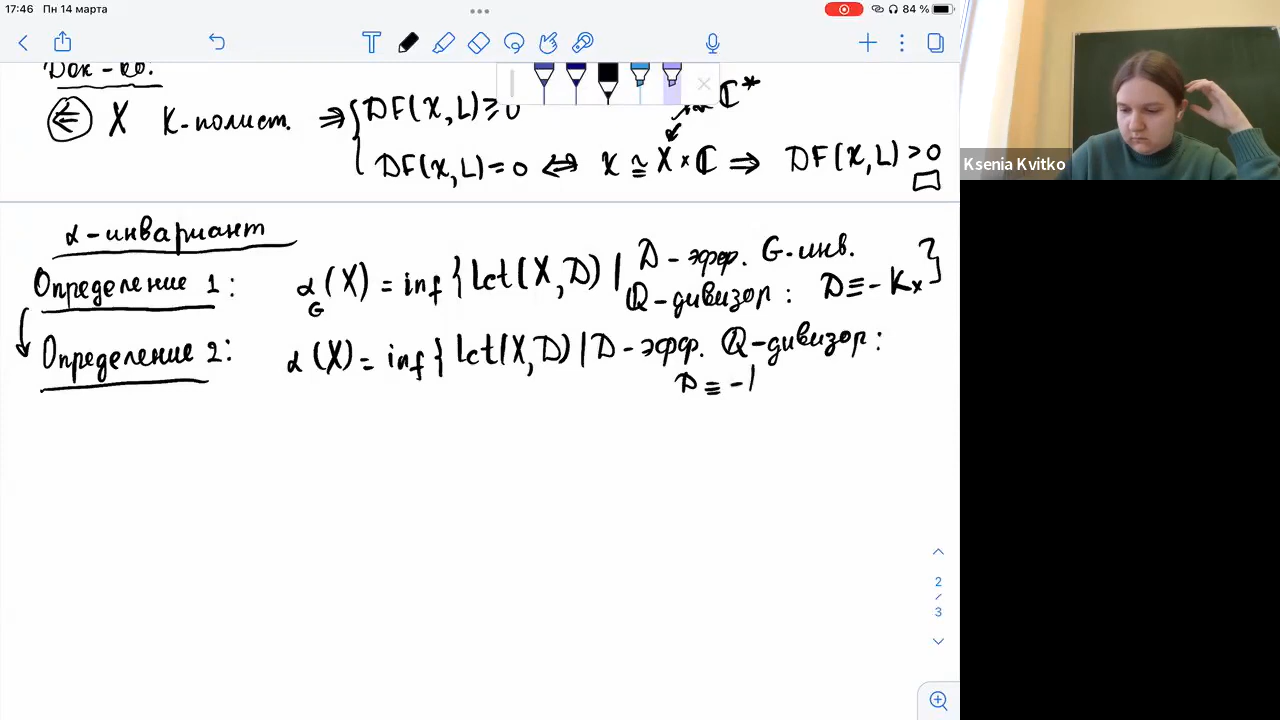 17:46 Пн 14 марта
84 %
Док-во.
⇐ X K-полист. ⇒ { DF(X, L) ≥ 0
C*
DF(X, L) = 0 ⇔ X ≅ X × ℂ ⇒ DF(X, L) > 0
□
Ksenia Kvitko
α-инвариант
Определение 1: α_G(X) = inf { lct(X, D) | D - эфф. G-инв.
Q-дивизор: D ≡ -K_X }
Определение 2: α(X) = inf { lct(X, D) | D - эфф. Q-дивизор:
D ≡ -
2
/
3